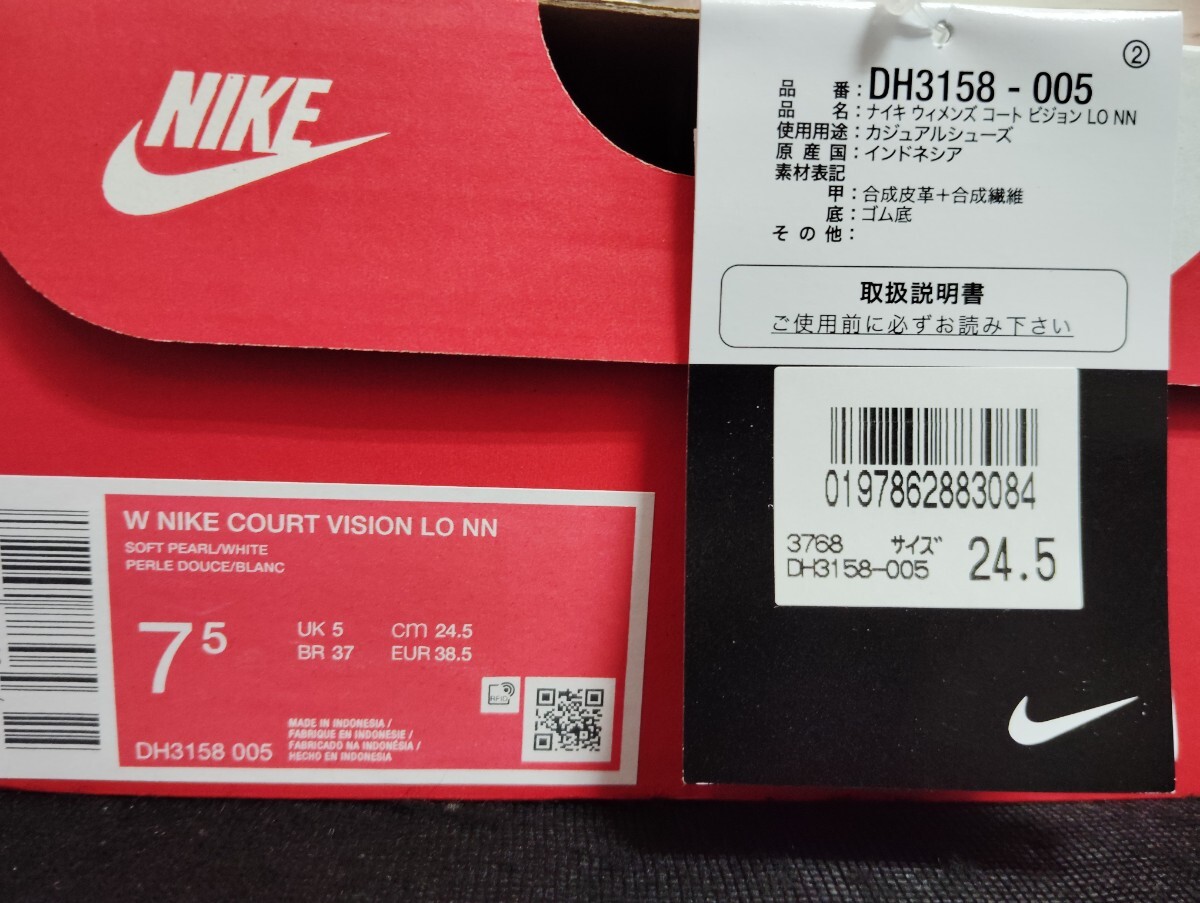 NIKE
W NIKE COURT VISION LO NN
SOFT PEARL/WHITE
PERLE DOUCE/BLANC
7 5
UK 5 cm 24.5
BR 37 EUR 38.5
RFID
MADE IN INDONESIA /
FABRIQUE EN INDONESIE /
FABRICADO NA INDONÉSIA /
HECHO EN INDONESIA
DH3158 005
②
品 番：DH3158 - 005
品 名：ナイキ ウィメンズ コート ビジョン LO NN
使用用途：カジュアルシューズ
原 産 国：インドネシア
素材表記
甲：合成皮革＋合成繊維
底：ゴム底
そ の 他：
取扱説明書
ご使用前に必ずお読み下さい
0197862883084
3768 サイズ
DH3158-005 24.5